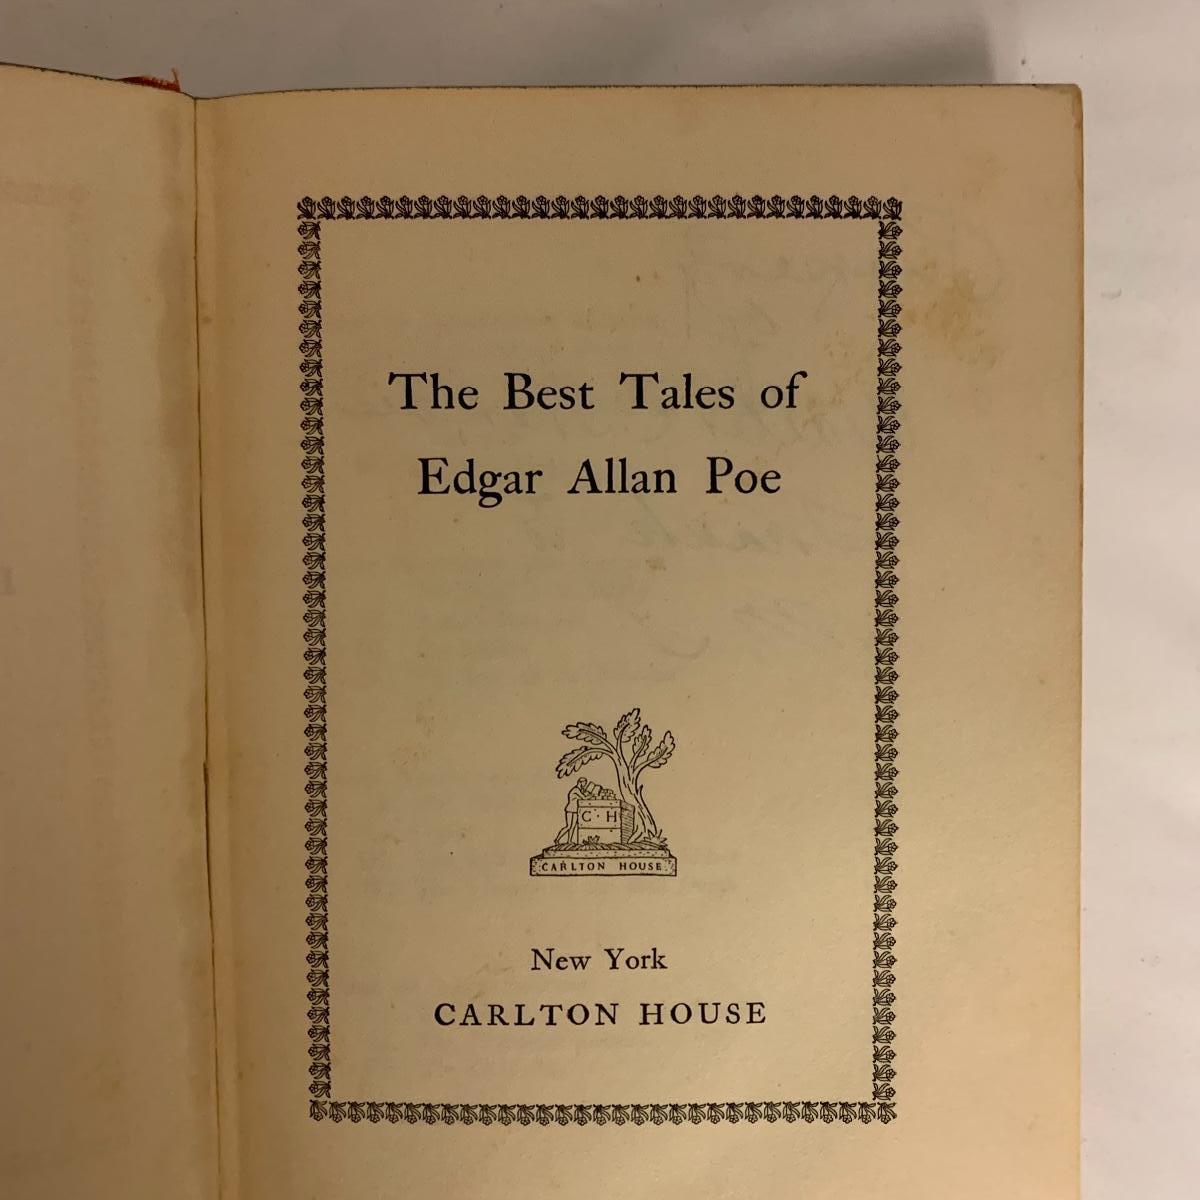 The Best Tales of
Edgar Allan Poe
C·H
CARLTON HOUSE
New York
CARLTON HOUSE